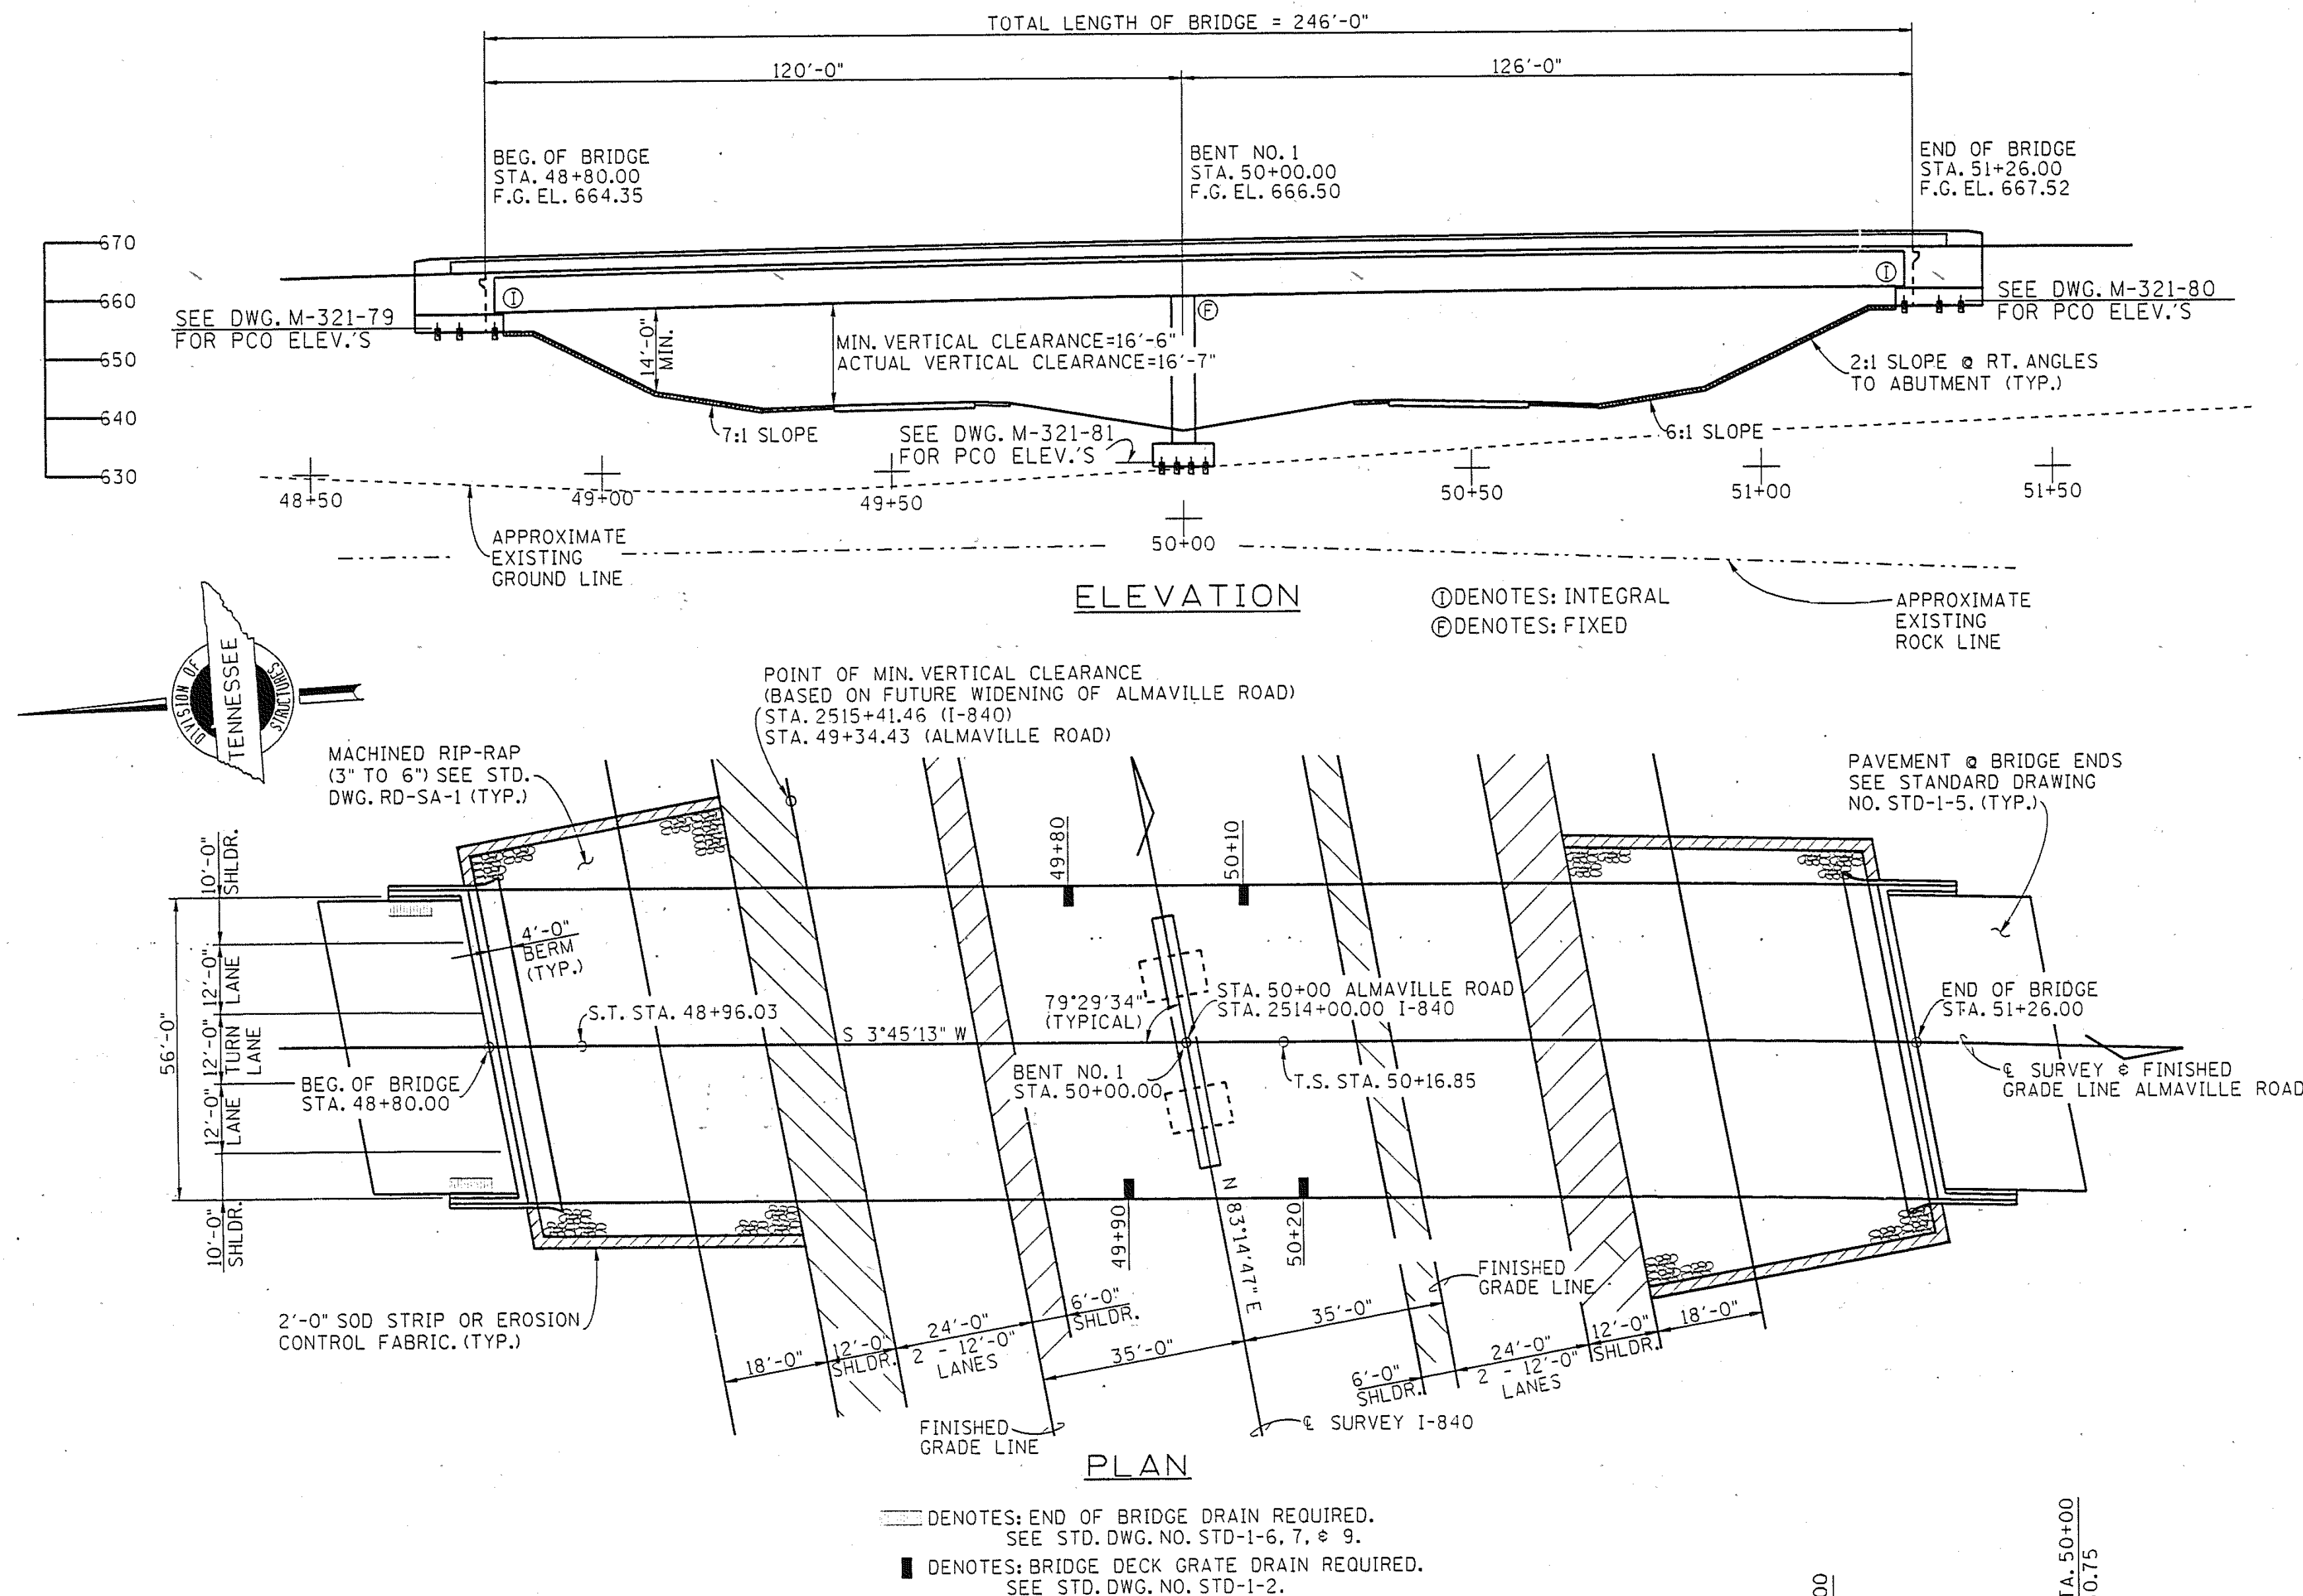 TOTAL LENGTH OF BRIDGE = 246'-0"
120'-0"
126'-0"
BEG. OF BRIDGE
STA. 48+80.00
F.G. EL. 664.35
BENT NO. 1
STA. 50+00.00
F.G. EL. 666.50
END OF BRIDGE
STA. 51+26.00
F.G. EL. 667.52
670
660
650
640
630
SEE DWG. M-321-79
FOR PCO ELEV.'S
I
F
I
SEE DWG. M-321-80
FOR PCO ELEV.'S
14'-0"
MIN.
MIN. VERTICAL CLEARANCE=16'-6"
ACTUAL VERTICAL CLEARANCE=16'-7"
2:1 SLOPE @ RT. ANGLES
TO ABUTMENT (TYP.)
7:1 SLOPE
SEE DWG. M-321-81
FOR PCO ELEV.'S
6:1 SLOPE
48+50
49+00
49+50
50+00
50+50
51+00
51+50
APPROXIMATE
EXISTING
GROUND LINE
ELEVATION
Ⓘ DENOTES: INTEGRAL
Ⓕ DENOTES: FIXED
APPROXIMATE
EXISTING
ROCK LINE
DIVISION OF
TENNESSEE
STRUCTURES
POINT OF MIN. VERTICAL CLEARANCE
(BASED ON FUTURE WIDENING OF ALMAVILLE ROAD)
STA. 2515+41.46 (I-840)
STA. 49+34.43 (ALMAVILLE ROAD)
MACHINED RIP-RAP
(3" TO 6") SEE STD.
DWG. RD-SA-1 (TYP.)
PAVEMENT @ BRIDGE ENDS
SEE STANDARD DRAWING
NO. STD-1-5. (TYP.)
49+80
50+10
10'-0"
SHLDR.
12'-0"
LANE
12'-0"
TURN
LANE
12'-0"
LANE
10'-0"
SHLDR.
56'-0"
4'-0"
BERM
(TYP.)
S.T. STA. 48+96.03
S 3°45'13" W
79°29'34"
(TYPICAL)
STA. 50+00 ALMAVILLE ROAD
STA. 2514+00.00 I-840
END OF BRIDGE
STA. 51+26.00
BEG. OF BRIDGE
STA. 48+80.00
BENT NO. 1
STA. 50+00.00
T.S. STA. 50+16.85
℄ SURVEY & FINISHED
GRADE LINE ALMAVILLE ROAD
49+90
50+20
N 83°14'47" E
2'-0" SOD STRIP OR EROSION
CONTROL FABRIC. (TYP.)
18'-0"
12'-0"
SHLDR.
24'-0"
2 - 12'-0"
LANES
6'-0"
SHLDR.
35'-0"
35'-0"
FINISHED
GRADE LINE
6'-0"
SHLDR.
24'-0"
2 - 12'-0"
LANES
12'-0"
SHLDR.
18'-0"
FINISHED
GRADE LINE
℄ SURVEY I-840
PLAN
DENOTES: END OF BRIDGE DRAIN REQUIRED.
SEE STD. DWG. NO. STD-1-6, 7, & 9.
DENOTES: BRIDGE DECK GRATE DRAIN REQUIRED.
SEE STD. DWG. NO. STD-1-2.
TA. 50+00
0.75
00